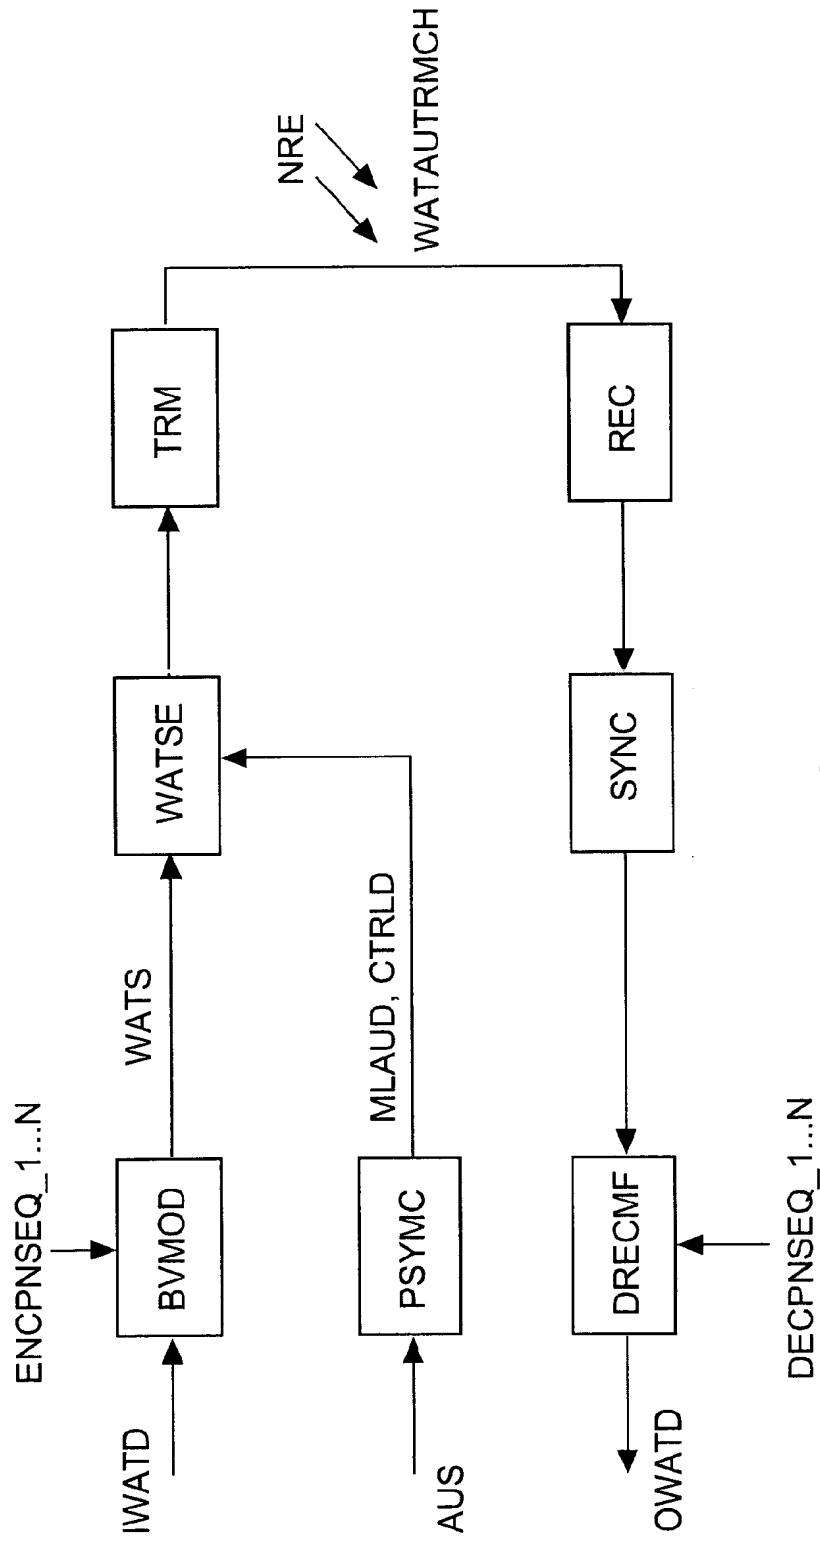 ENCPNSEQ_1...N
IWATD
BVMOD
WATS
WATSE
TRM
NRE
WATAUTRMCH
AUS
PSYMC
MLAUD, CTRLD
OWATD
DRECMF
SYNC
REC
DECPNSEQ_1...N